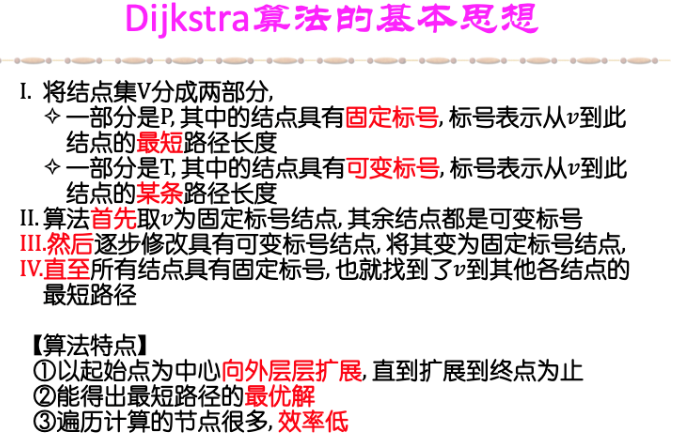 Dijkstra算法的基本思想
I. 将结点集V分成两部分,
✧一部分是P, 其中的结点具有固定标号, 标号表示从v到此
结点的最短路径长度
✧一部分是T, 其中的结点具有可变标号, 标号表示从v到此
结点的某条路径长度
II. 算法首先取v为固定标号结点, 其余结点都是可变标号
III.然后逐步修改具有可变标号结点, 将其变为固定标号结点,
IV.直至所有结点具有固定标号, 也就找到了v到其他各结点的
最短路径
【算法特点】
①以起始点为中心向外层层扩展, 直到扩展到终点为止
②能得出最短路径的最优解
③遍历计算的节点很多, 效率低